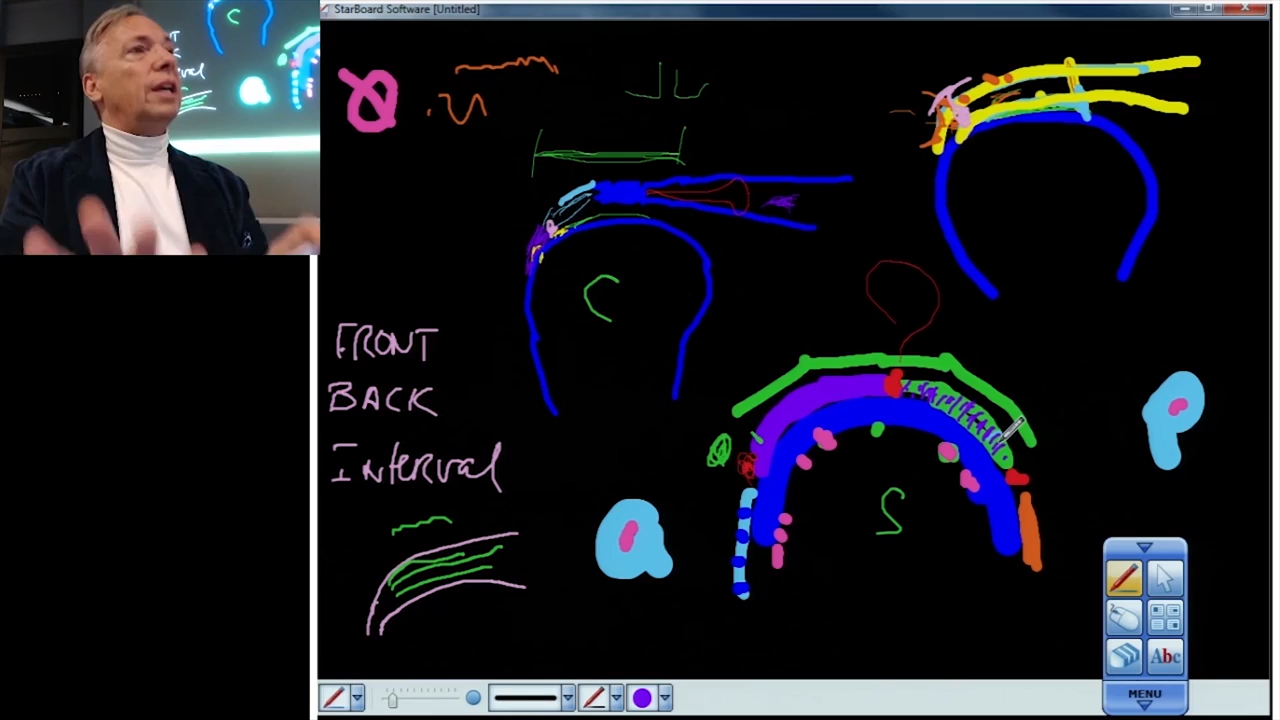 StarBoard Software [Untitled]
C
FRONT
BACK
INTERVAL
S
Abc
MENU